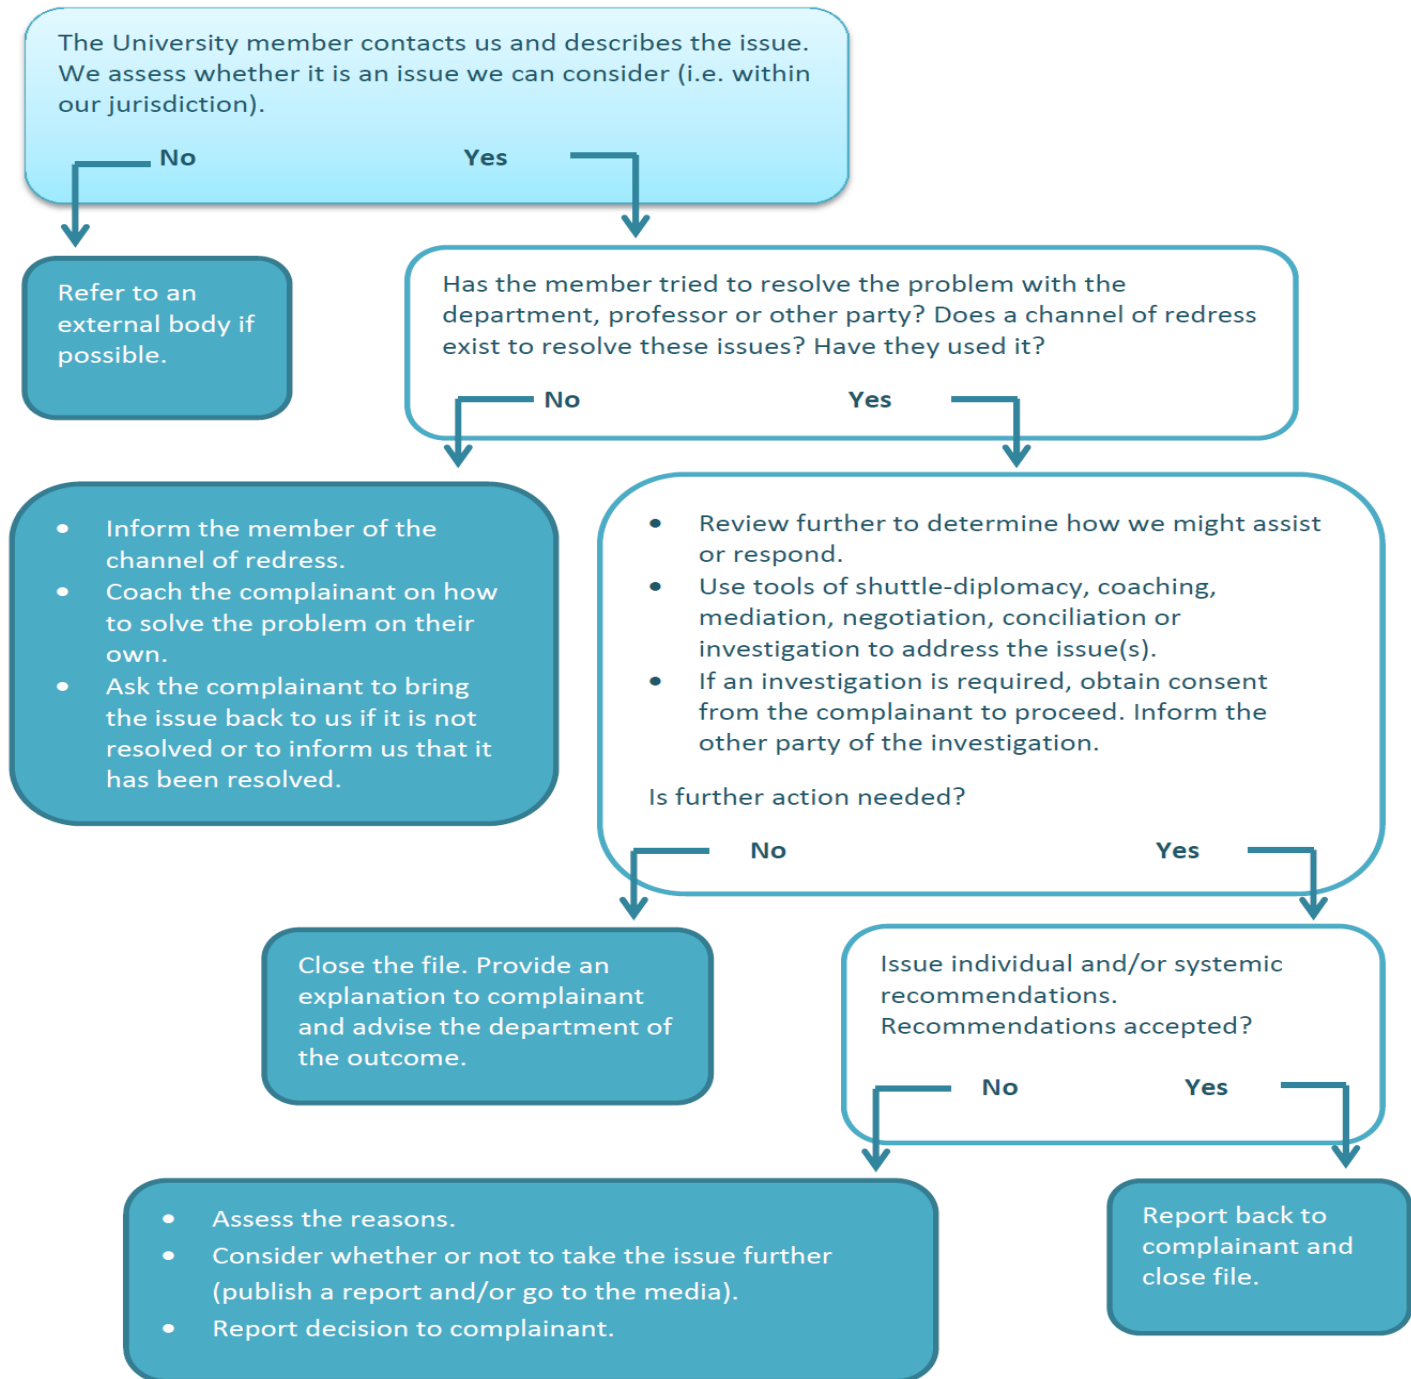 The University member contacts us and describes the issue.
We assess whether it is an issue we can consider (i.e. within
our jurisdiction).
No
Yes
Refer to an
external body if
possible.
Has the member tried to resolve the problem with the
department, professor or other party? Does a channel of redress
exist to resolve these issues? Have they used it?
No
Yes
• Inform the member of the
channel of redress.
• Coach the complainant on how
to solve the problem on their
own.
• Ask the complainant to bring
the issue back to us if it is not
resolved or to inform us that it
has been resolved.
• Review further to determine how we might assist
or respond.
• Use tools of shuttle-diplomacy, coaching,
mediation, negotiation, conciliation or
investigation to address the issue(s).
• If an investigation is required, obtain consent
from the complainant to proceed. Inform the
other party of the investigation.
Is further action needed?
No
Yes
Close the file. Provide an
explanation to complainant
and advise the department of
the outcome.
Issue individual and/or systemic
recommendations.
Recommendations accepted?
No
Yes
• Assess the reasons.
• Consider whether or not to take the issue further
(publish a report and/or go to the media).
• Report decision to complainant.
Report back to
complainant and
close file.